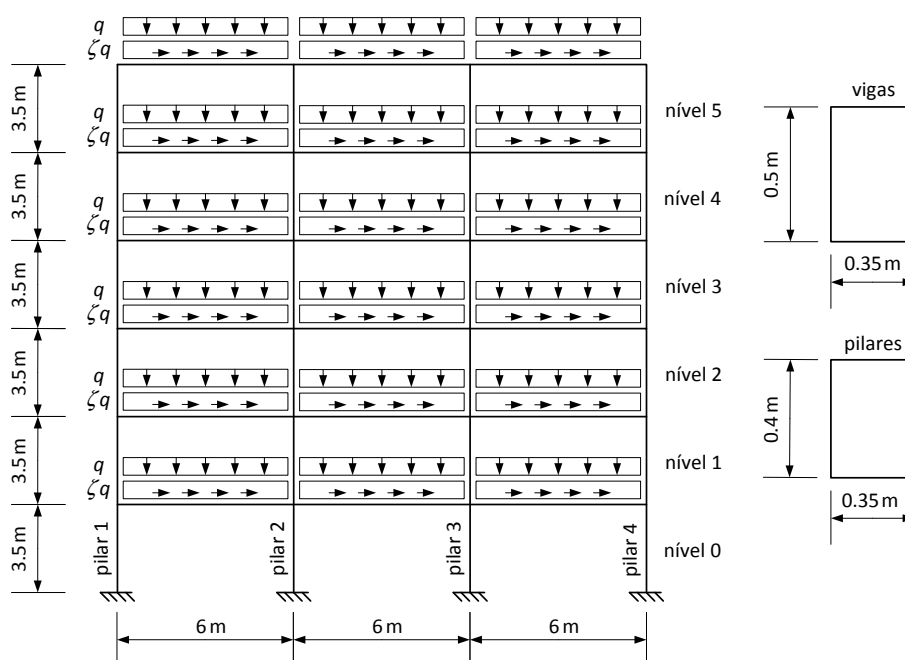 q
ζq
3.5 m
q
ζq
nível 5
3.5 m
q
ζq
nível 4
3.5 m
q
ζq
nível 3
3.5 m
q
ζq
nível 2
3.5 m
q
ζq
nível 1
3.5 m
pilar 1
pilar 2
pilar 3
pilar 4
nível 0
6 m
6 m
6 m
vigas
0.5 m
0.35 m
pilares
0.4 m
0.35 m